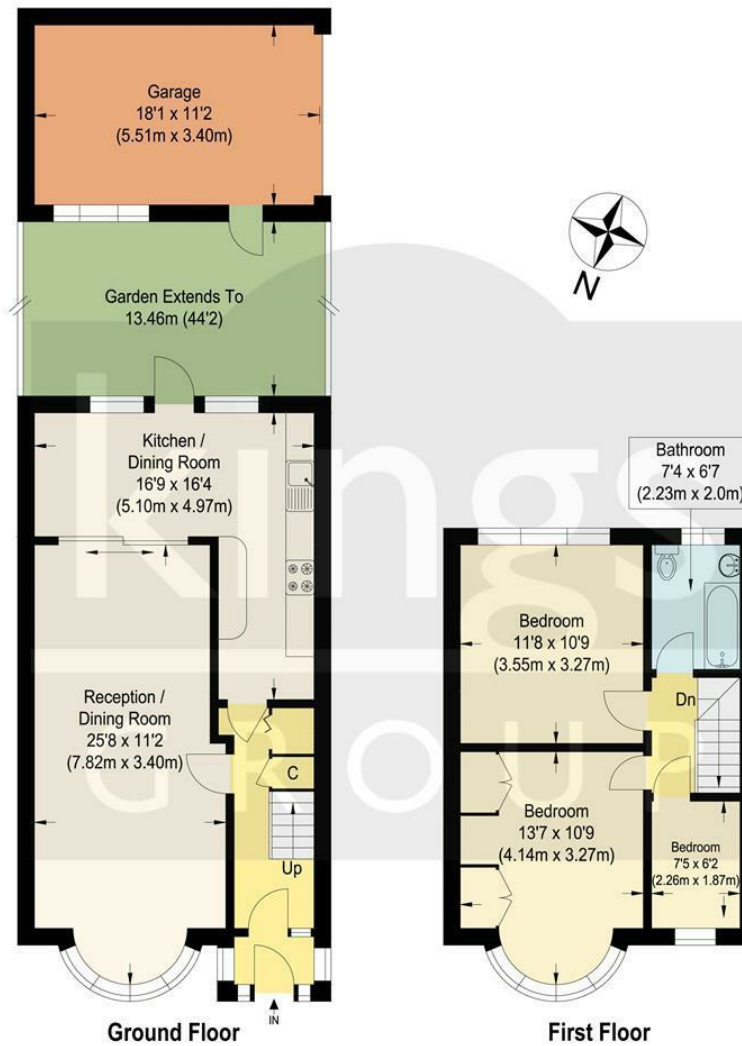 Garage
18'1 x 11'2
(5.51m x 3.40m)
Garden Extends To
13.46m (44'2)
N
Kitchen /
Dining Room
16'9 x 16'4
(5.10m x 4.97m)
Bathroom
7'4 x 6'7
(2.23m x 2.0m)
Bedroom
11'8 x 10'9
(3.55m x 3.27m)
Reception /
Dining Room
25'8 x 11'2
(7.82m x 3.40m)
Dn
C
Up
Bedroom
13'7 x 10'9
(4.14m x 3.27m)
Bedroom
7'5 x 6'2
(2.26m x 1.87m)
IN
Ground Floor
First Floor
kings
GROUP